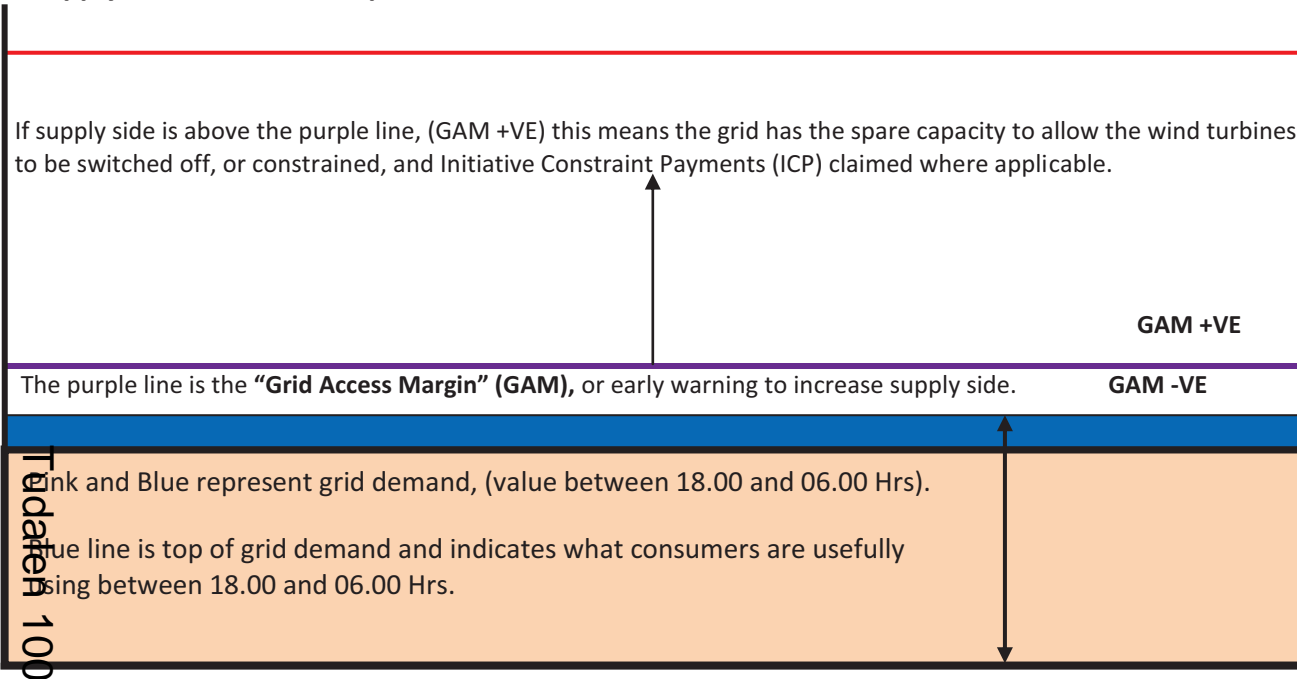 If supply side is above the purple line, (GAM +VE) this means the grid has the spare capacity to allow the wind turbines
to be switched off, or constrained, and Initiative Constraint Payments (ICP) claimed where applicable.
GAM +VE
The purple line is the “Grid Access Margin” (GAM), or early warning to increase supply side. GAM -VE
and Blue represent grid demand, (value between 18.00 and 06.00 Hrs).
line is top of grid demand and indicates what consumers are usefully
between 18.00 and 06.00 Hrs.
Tudalen 100